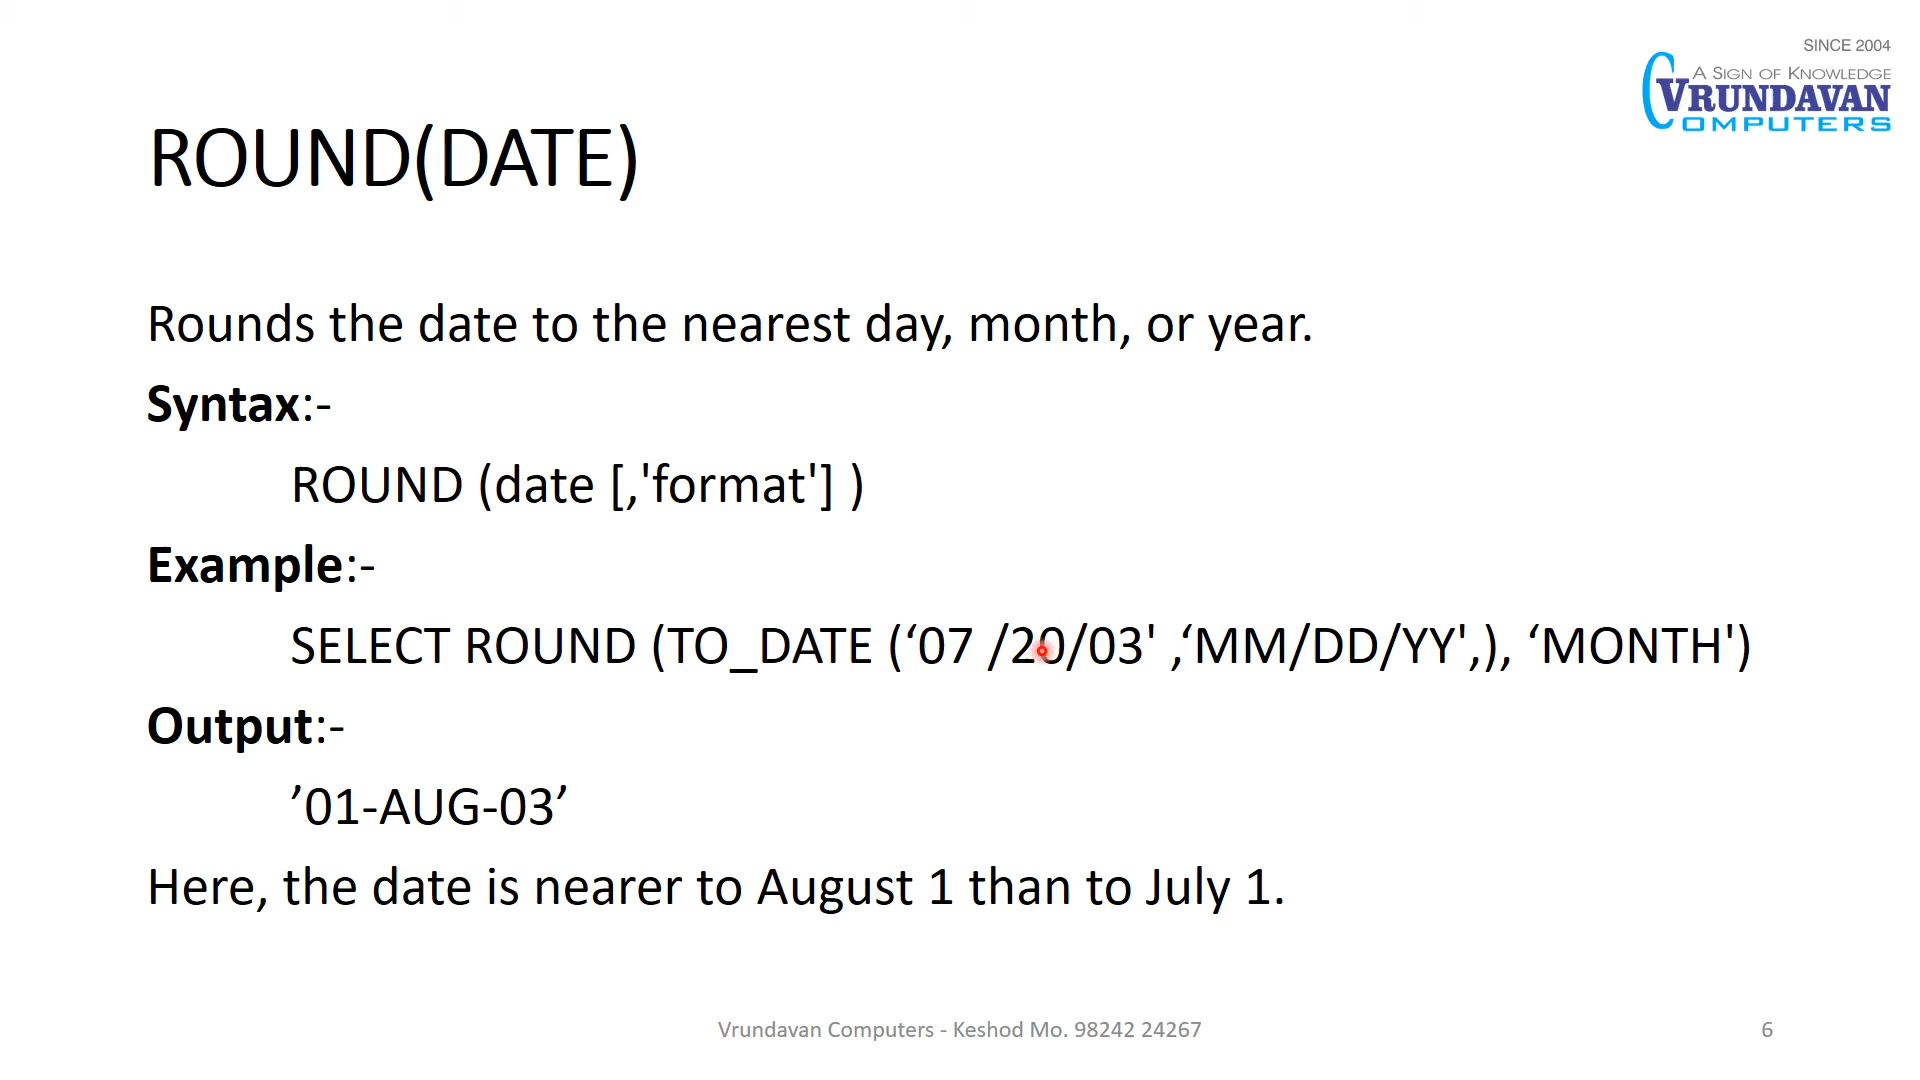 SINCE 2004
A SIGN OF KNOWLEDGE
VRUNDAVAN
COMPUTERS
ROUND(DATE)
Rounds the date to the nearest day, month, or year.
Syntax:-
ROUND (date [,'format'] )
Example:-
SELECT ROUND (TO_DATE (‘07 /20/03' ,‘MM/DD/YY',), ‘MONTH')
Output:-
’01-AUG-03’
Here, the date is nearer to August 1 than to July 1.
Vrundavan Computers - Keshod Mo. 98242 24267
6